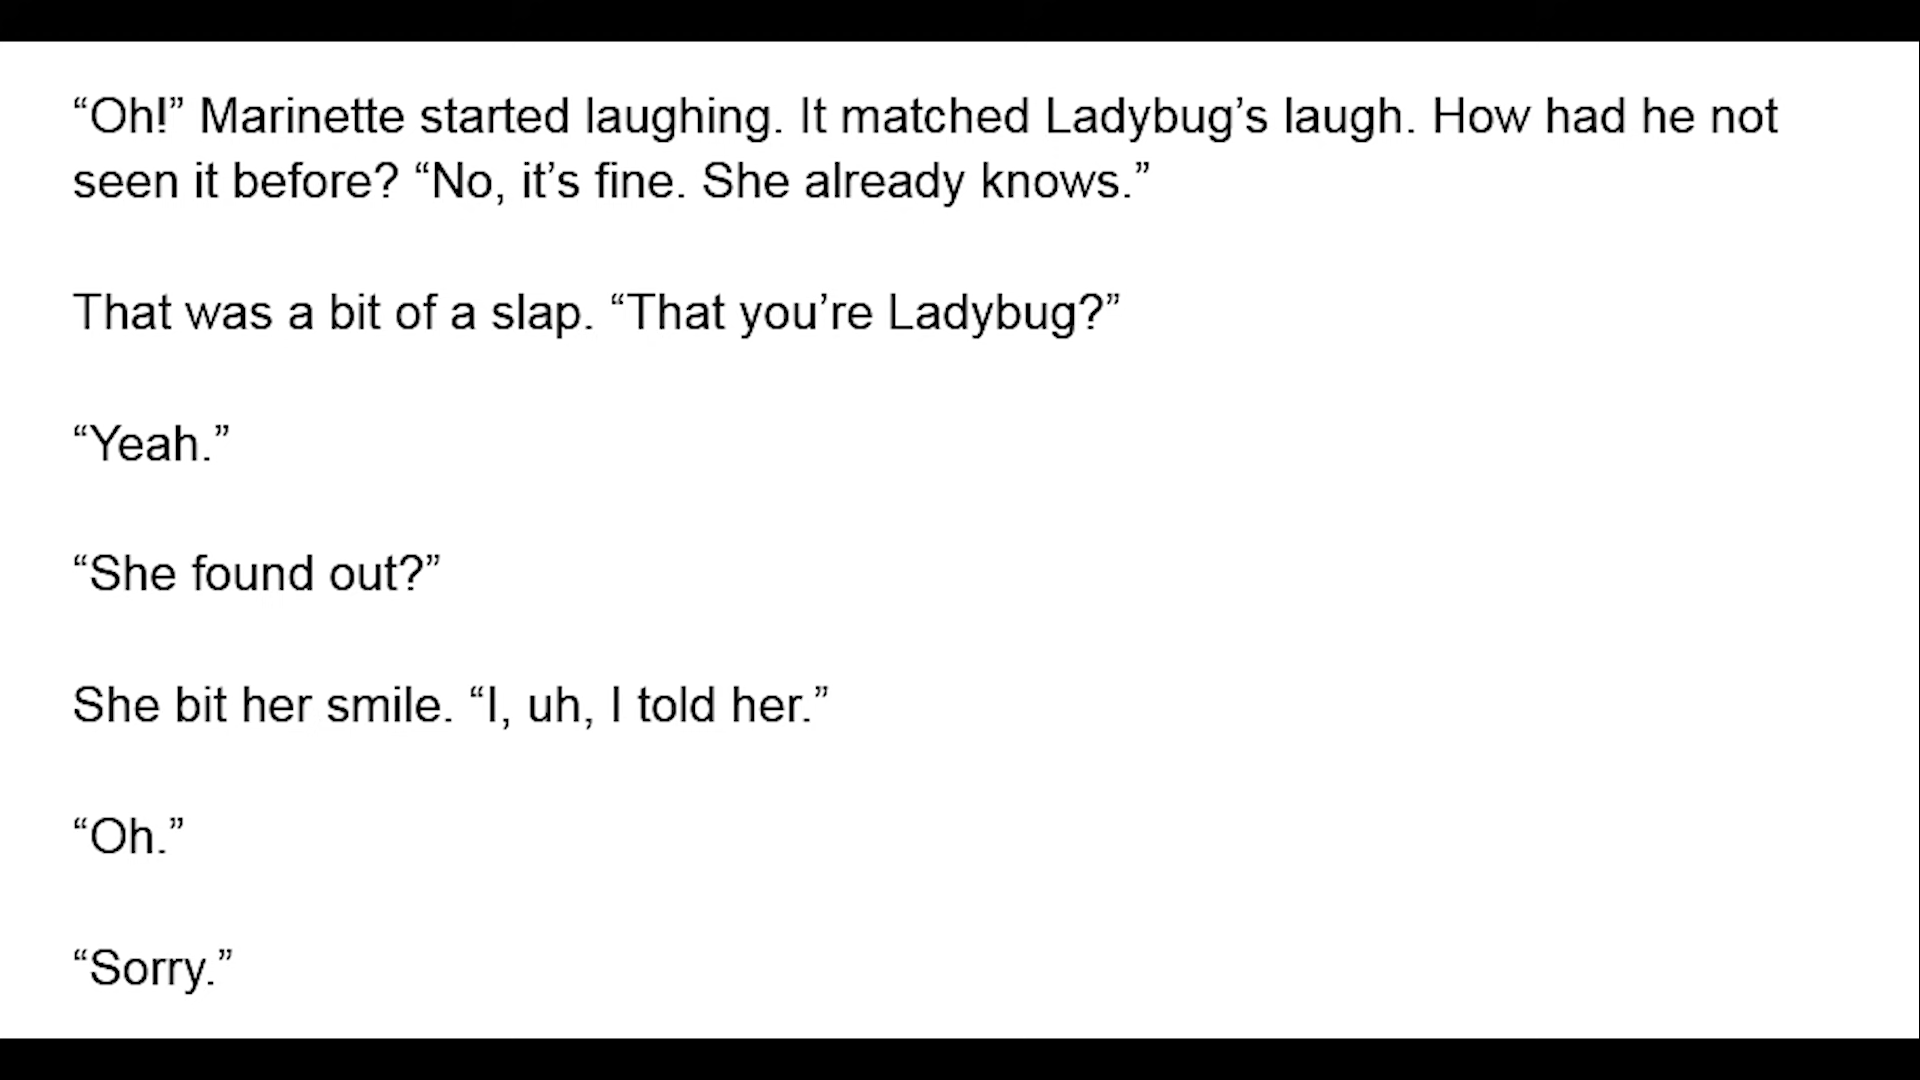 “Oh!” Marinette started laughing. It matched Ladybug’s laugh. How had he not
seen it before? “No, it’s fine. She already knows.”
That was a bit of a slap. “That you’re Ladybug?”
“Yeah.”
“She found out?”
She bit her smile. “I, uh, I told her.”
“Oh.”
“Sorry.”